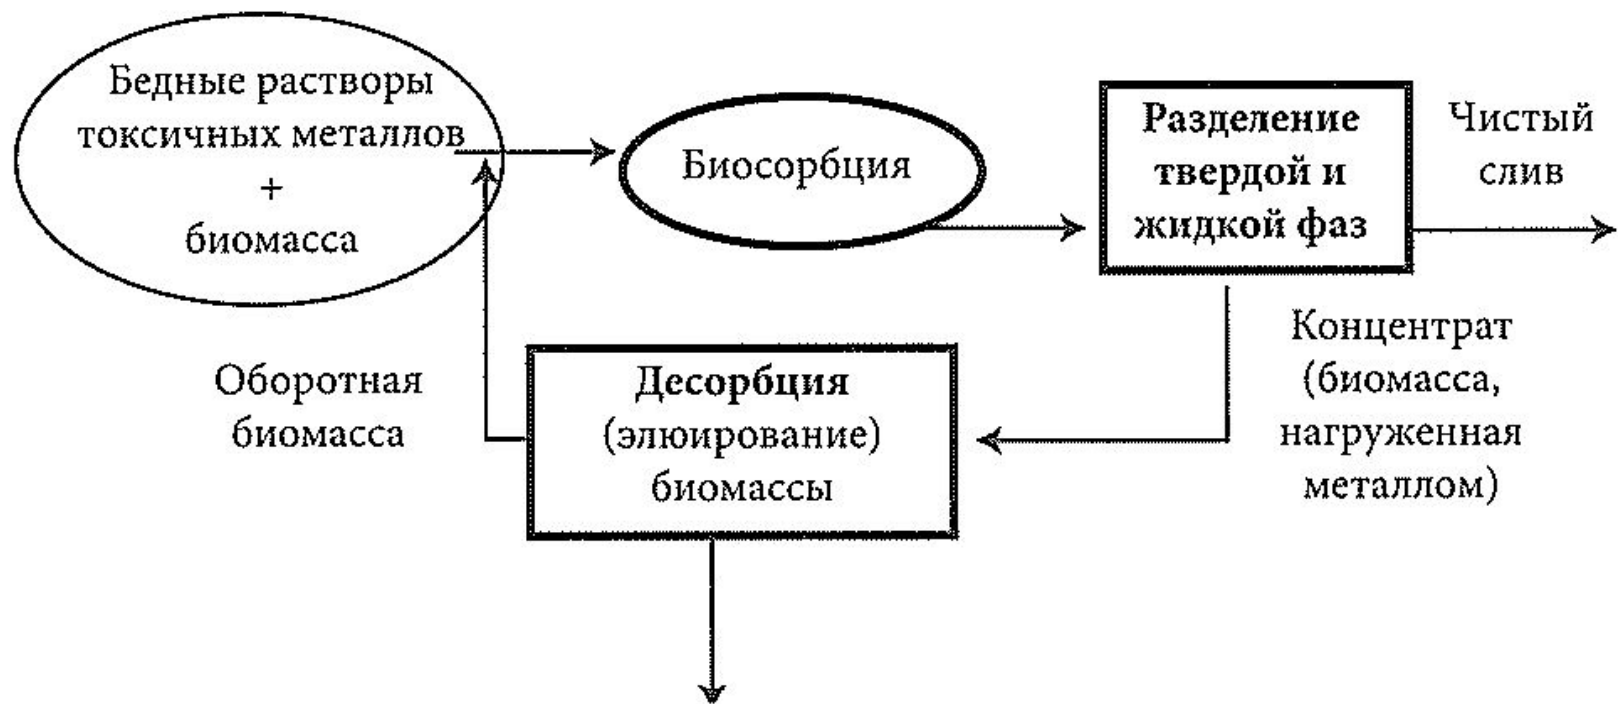 Бедные растворы
токсичных металлов
+
биомасса
Биосорбция
Разделение
твердой и
жидкой фаз
Чистый
слив
Концентрат
(биомасса,
нагруженная
металлом)
Десорбция
(элюирование)
биомассы
Оборотная
биомасса